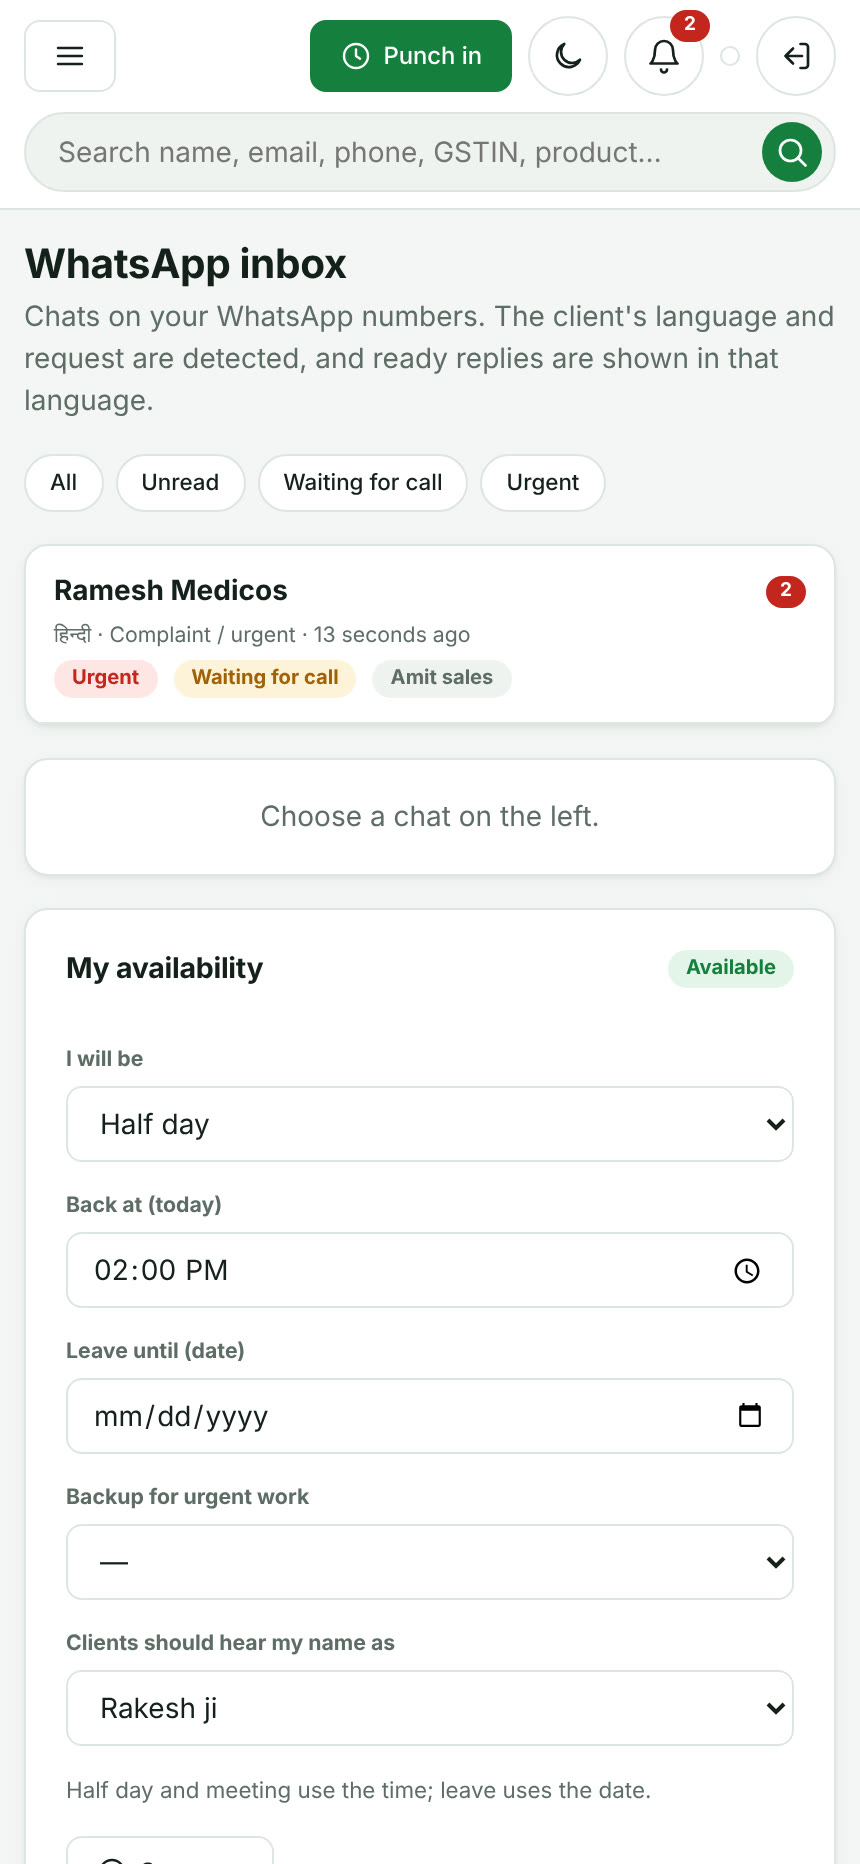 Punch in
2
Search name, email, phone, GSTIN, product...
WhatsApp inbox
Chats on your WhatsApp numbers. The client's language and
request are detected, and ready replies are shown in that
language.
All Unread Waiting for call Urgent
Ramesh Medicos 2
हिन्दी · Complaint / urgent · 13 seconds ago
Urgent Waiting for call Amit sales
Choose a chat on the left.
My availability Available
I will be
Half day
Back at (today)
02:00 PM
Leave until (date)
mm/dd/yyyy
Backup for urgent work
—
Clients should hear my name as
Rakesh ji
Half day and meeting use the time; leave uses the date.